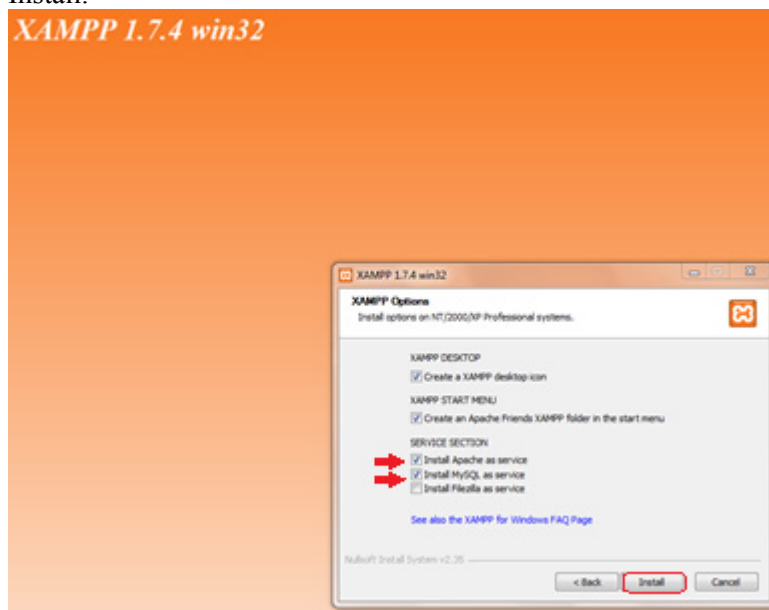 Install.
XAMPP 1.7.4 win32
XAMPP 1.7.4 win32
XAMPP Options
Install options on NT/2000/XP Professional systems.
XAMPP DESKTOP
Create a XAMPP desktop icon
XAMPP START MENU
Create an Apache Friends XAMPP folder in the start menu
SERVICE SECTION
Install Apache as service
Install MySQL as service
Install Filezilla as service
See also the XAMPP for Windows FAQ Page
Nullsoft Install System v2.35
< Back Install Cancel